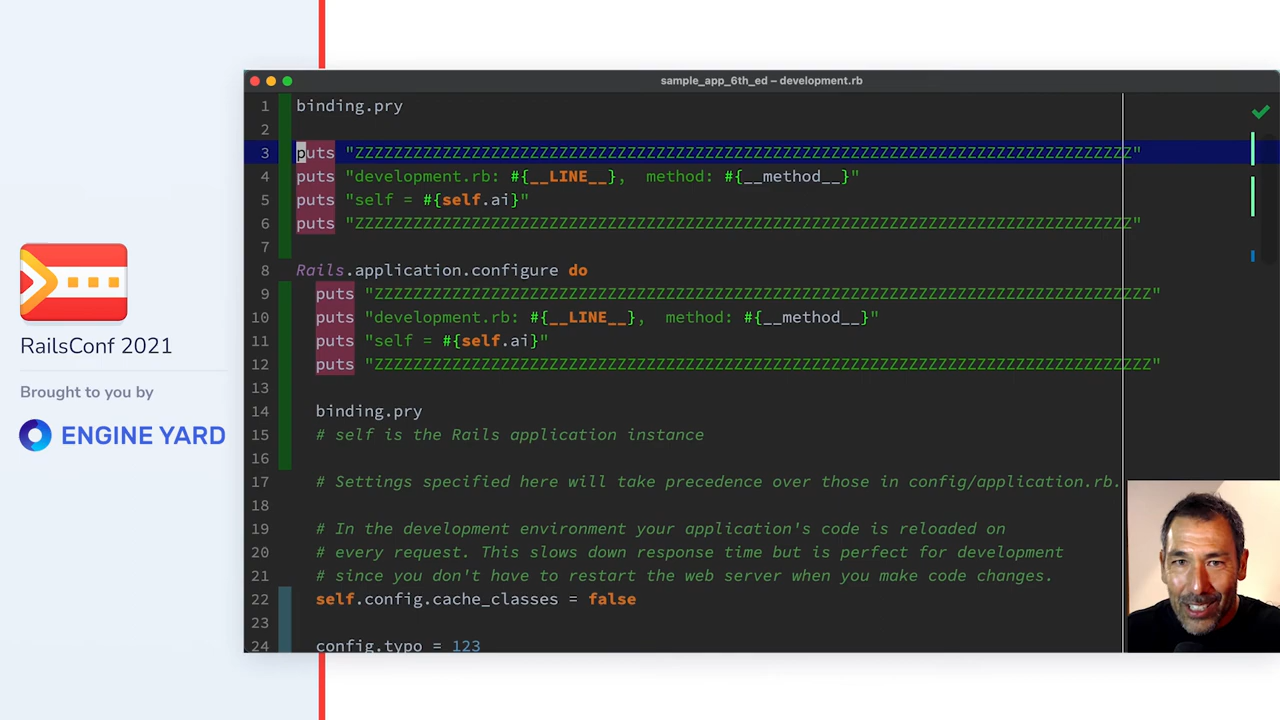 sample_app_6th_ed – development.rb
1 binding.pry
2
3 puts "ZZZZZZZZZZZZZZZZZZZZZZZZZZZZZZZZZZZZZZZZZZZZZZZZZZZZZZZZZZZZZZZZZZZZZZZZZZZZZZZZ"
4 puts "development.rb: #{__LINE__},  method: #{__method__}"
5 puts "self = #{self.ai}"
6 puts "ZZZZZZZZZZZZZZZZZZZZZZZZZZZZZZZZZZZZZZZZZZZZZZZZZZZZZZZZZZZZZZZZZZZZZZZZZZZZZZZZ"
7
8 Rails.application.configure do
9   puts "ZZZZZZZZZZZZZZZZZZZZZZZZZZZZZZZZZZZZZZZZZZZZZZZZZZZZZZZZZZZZZZZZZZZZZZZZZZZZZZZZ"
10   puts "development.rb: #{__LINE__},  method: #{__method__}"
11   puts "self = #{self.ai}"
12   puts "ZZZZZZZZZZZZZZZZZZZZZZZZZZZZZZZZZZZZZZZZZZZZZZZZZZZZZZZZZZZZZZZZZZZZZZZZZZZZZZZZ"
13
14   binding.pry
15   # self is the Rails application instance
16
17   # Settings specified here will take precedence over those in config/application.rb.
18
19   # In the development environment your application's code is reloaded on
20   # every request. This slows down response time but is perfect for development
21   # since you don't have to restart the web server when you make code changes.
22   self.config.cache_classes = false
23
24   config.typo = 123
RailsConf 2021
Brought to you by
ENGINE YARD